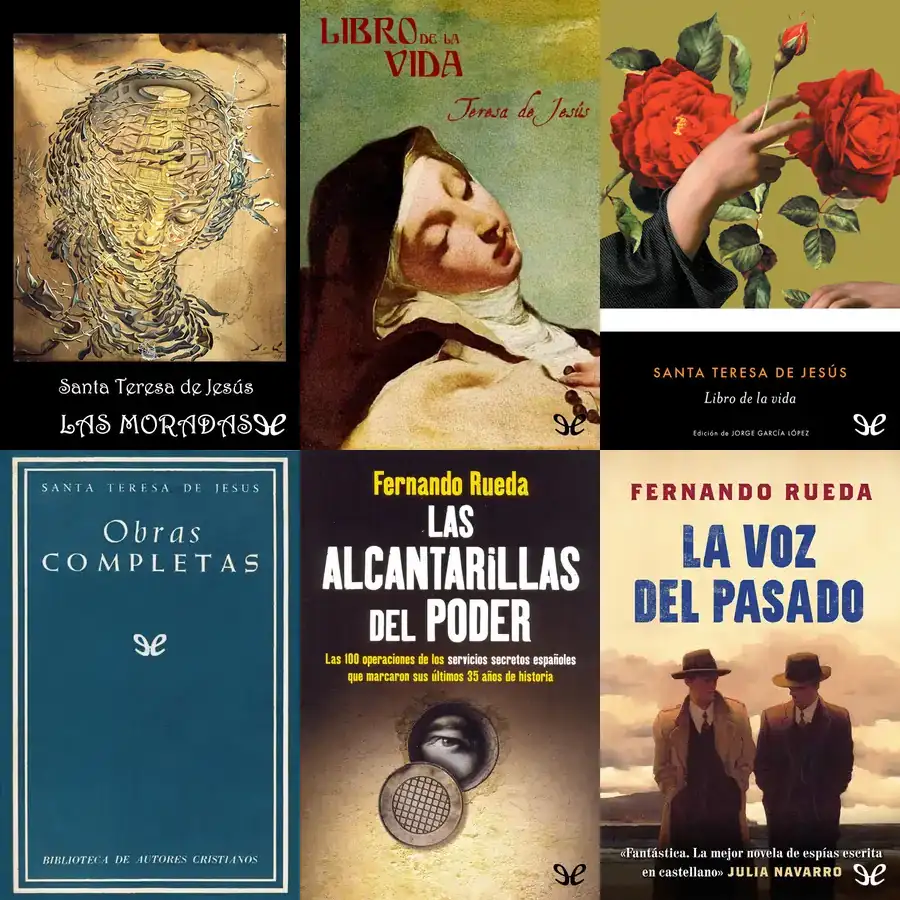 Santa Teresa de Jesús
LAS MORADAS
LIBRO DE LA
VIDA
Teresa de Jesús
SANTA TERESA DE JESÚS
Libro de la vida
Edición de JORGE GARCÍA LÓPEZ
SANTA TERESA DE JESUS
Obras
COMPLETAS
BIBLIOTECA DE AUTORES CRISTIANOS
Fernando Rueda
LAS
ALCANTARiLLAS
DEL PODER
Las 100 operaciones de los servicios secretos españoles
que marcaron sus últimos 35 años de historia
FERNANDO RUEDA
LA VOZ
DEL PASADO
«Fantástica. La mejor novela de espías escrita
en castellano» JULIA NAVARRO